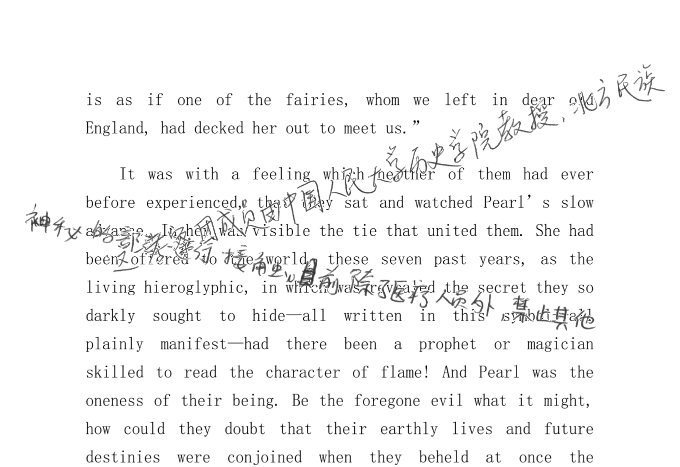 is as if one of the fairies, whom we left in dear old
England, had decked her out to meet us.”
It was with a feeling which neither of them had ever
before experienced, that they sat and watched Pearl’s slow
advance. In her was visible the tie that united them. She had
been offered to the world, these seven past years, as the
living hieroglyphic, in which was revealed the secret they so
darkly sought to hide—all written in this symbol—all
plainly manifest—had there been a prophet or magician
skilled to read the character of flame! And Pearl was the
oneness of their being. Be the foregone evil what it might,
how could they doubt that their earthly lives and future
destinies were conjoined when they beheld at once the
成员由中国人民大学历史学院教授，北方民族
神秘的部落
目前除了医疗人员外 禁止其他